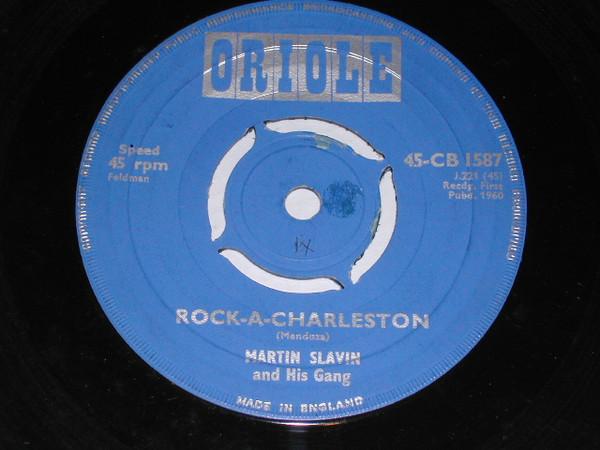 ORIOLE
Speed
45 rpm
Feldman
45-CB 1587
J.221 (45)
Recdg. First
Pubd. 1960
ROCK-A-CHARLESTON
(Mendoza)
MARTIN SLAVIN
and His Gang
MADE IN ENGLAND